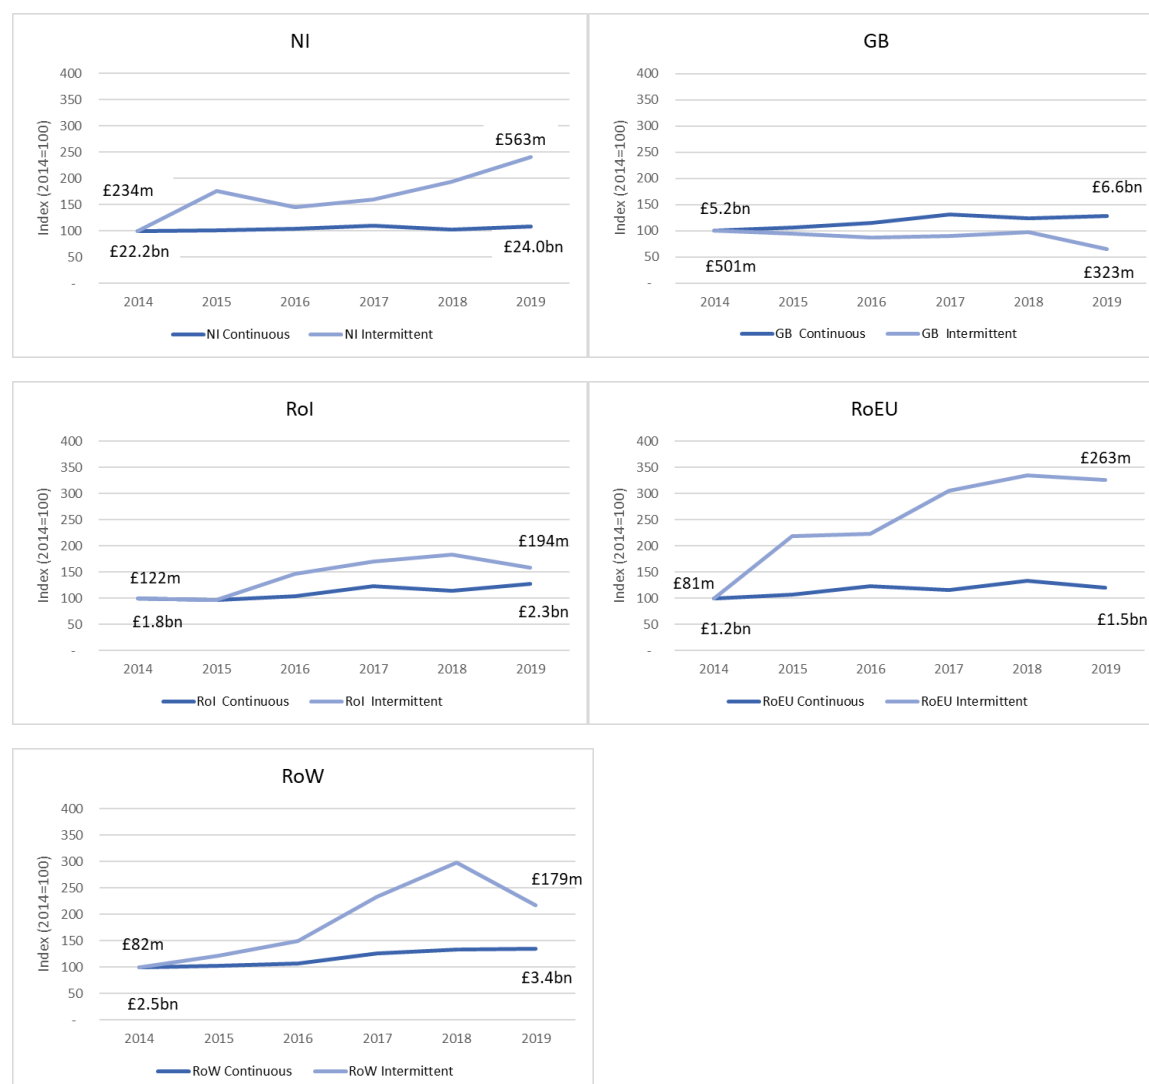 NI
Index (2014=100)
400
350
300
250
200
150
100
50
-
£234m
£22.2bn
£563m
£24.0bn
2014 2015 2016 2017 2018 2019
NI Continuous NI Intermittent
GB
Index (2014=100)
400
350
300
250
200
150
100
50
-
£5.2bn
£501m
£6.6bn
£323m
2014 2015 2016 2017 2018 2019
GB Continuous GB Intermittent
RoI
Index (2014=100)
400
350
300
250
200
150
100
50
-
£122m
£1.8bn
£194m
£2.3bn
2014 2015 2016 2017 2018 2019
RoI Continuous RoI Intermittent
RoEU
Index (2014=100)
400
350
300
250
200
150
100
50
-
£81m
£1.2bn
£263m
£1.5bn
2014 2015 2016 2017 2018 2019
RoEU Continuous RoEU Intermittent
RoW
Index (2014=100)
400
350
300
250
200
150
100
50
-
£82m
£2.5bn
£179m
£3.4bn
2014 2015 2016 2017 2018 2019
RoW Continuous RoW Intermittent